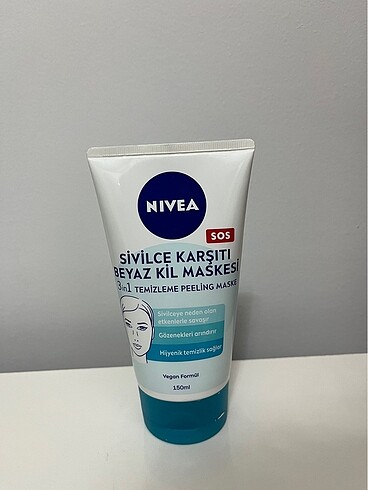 NIVEA
SOS
SİVİLCE KARŞITI
BEYAZ KİL MASKESİ
3in1 TEMİZLEME PEELİNG MASKE
Sivilceye neden olan
etkenlerle savaşır
Gözenekleri arındırır
Hijyenik temizlik sağlar
Vegan Formül
150ml